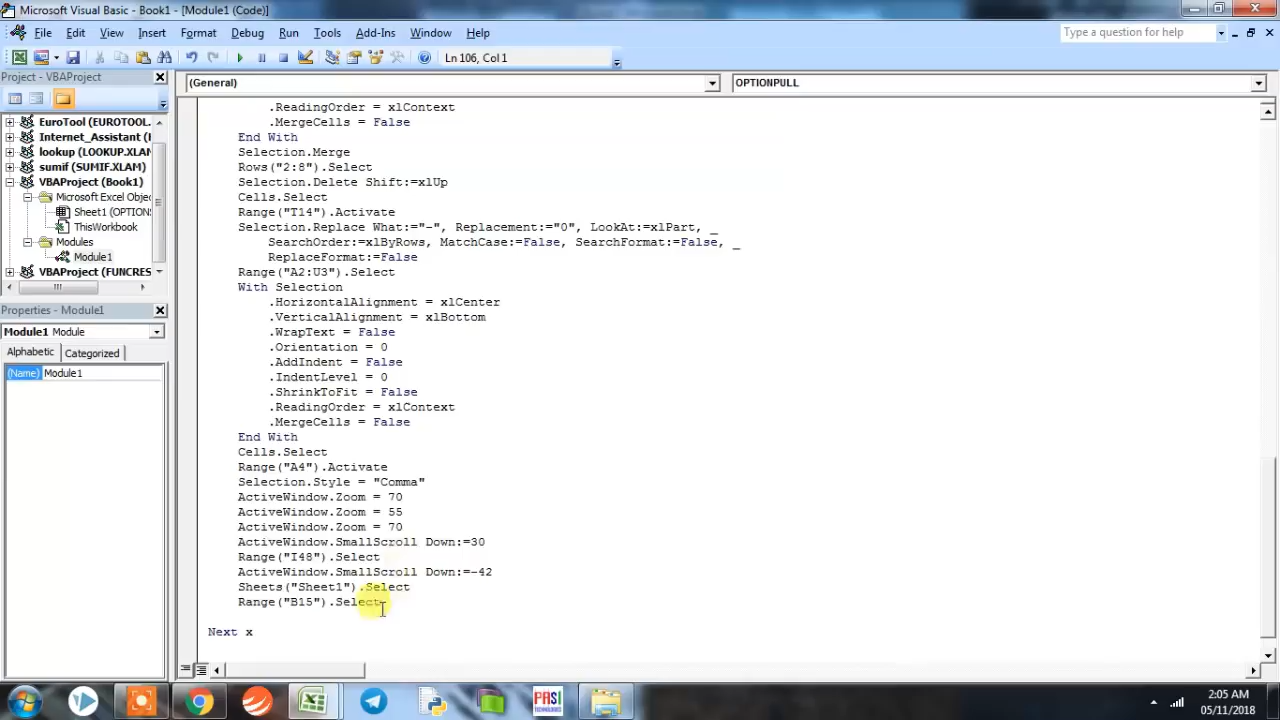 Microsoft Visual Basic - Book1 - [Module1 (Code)]
File Edit View Insert Format Debug Run Tools Add-Ins Window Help
Type a question for help
Ln 106, Col 1
Project - VBAProject
(General)
OPTIONPULL
EuroTool (EUROTOOL.
Internet_Assistant (
lookup (LOOKUP.XLAM)
sumif (SUMIF.XLAM)
VBAProject (Book1)
Microsoft Excel Objec
Sheet1 (OPTION
ThisWorkbook
Modules
Module1
VBAProject (FUNCRES
Properties - Module1
Module1 Module
Alphabetic Categorized
(Name) Module1
.ReadingOrder = xlContext
.MergeCells = False
End With
Selection.Merge
Rows("2:8").Select
Selection.Delete Shift:=xlUp
Cells.Select
Range("T14").Activate
Selection.Replace What:="-", Replacement:="0", LookAt:=xlPart, _
SearchOrder:=xlByRows, MatchCase:=False, SearchFormat:=False, _
ReplaceFormat:=False
Range("A2:U3").Select
With Selection
.HorizontalAlignment = xlCenter
.VerticalAlignment = xlBottom
.WrapText = False
.Orientation = 0
.AddIndent = False
.IndentLevel = 0
.ShrinkToFit = False
.ReadingOrder = xlContext
.MergeCells = False
End With
Cells.Select
Range("A4").Activate
Selection.Style = "Comma"
ActiveWindow.Zoom = 70
ActiveWindow.Zoom = 55
ActiveWindow.Zoom = 70
ActiveWindow.SmallScroll Down:=30
Range("I48").Select
ActiveWindow.SmallScroll Down:=-42
Sheets("Sheet1").Select
Range("B15").Select
Next x
2:05 AM
05/11/2018